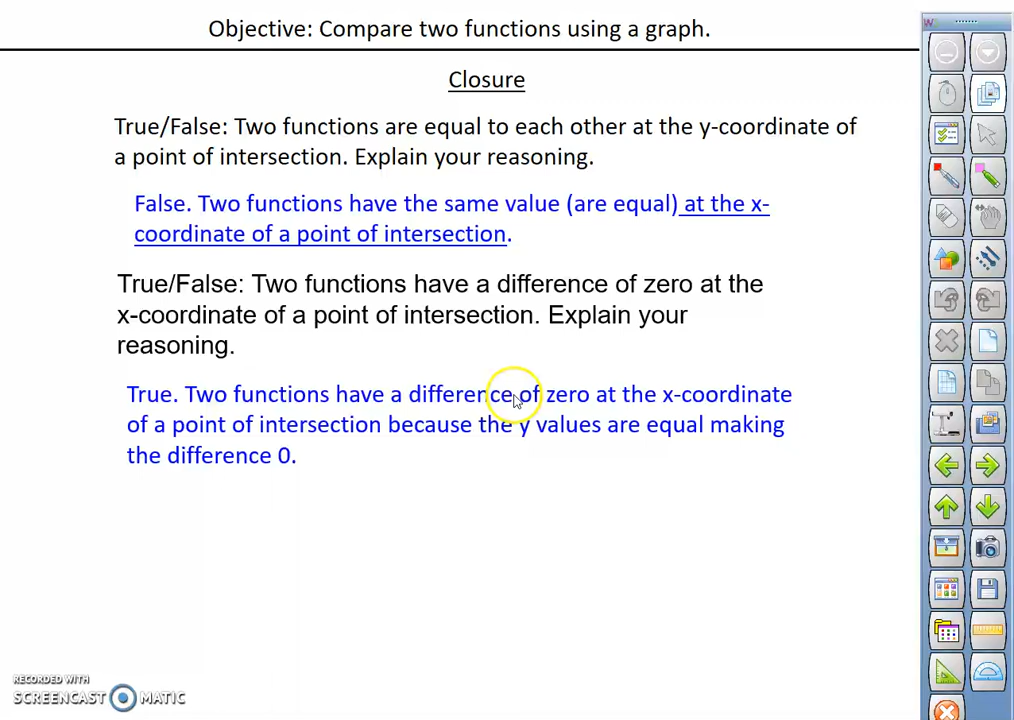 Objective: Compare two functions using a graph.
Closure
True/False: Two functions are equal to each other at the y-coordinate of
a point of intersection. Explain your reasoning.
False. Two functions have the same value (are equal) at the x-
coordinate of a point of intersection.
True/False: Two functions have a difference of zero at the
x-coordinate of a point of intersection. Explain your
reasoning.
True. Two functions have a difference of zero at the x-coordinate
of a point of intersection because the y values are equal making
the difference 0.
RECORDED WITH
SCREENCAST MATIC